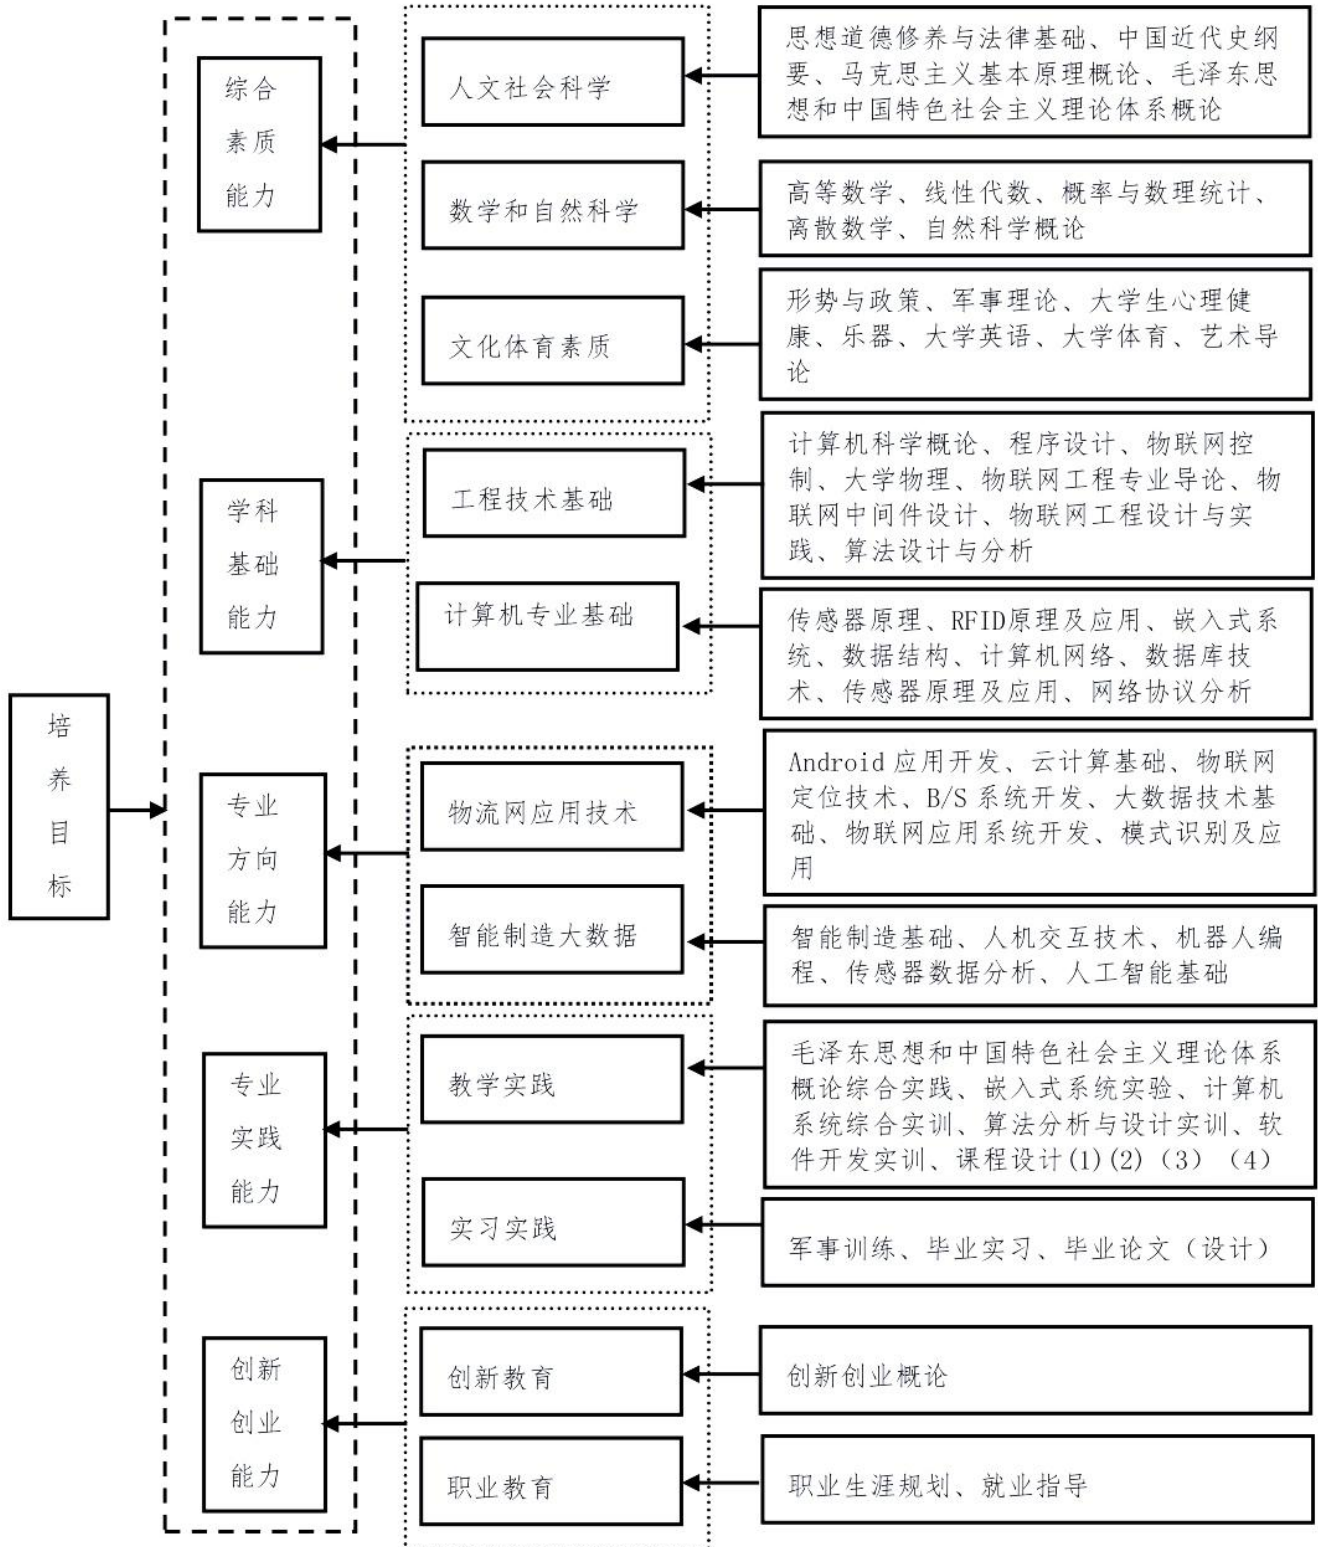 综合
素质
能力
人文社会科学
思想道德修养与法律基础、中国近代史纲
要、马克思主义基本原理概论、毛泽东思
想和中国特色社会主义理论体系概论
数学和自然科学
高等数学、线性代数、概率与数理统计、
离散数学、自然科学概论
文化体育素质
形势与政策、军事理论、大学生心理健
康、乐器、大学英语、大学体育、艺术导
论
学科
基础
能力
工程技术基础
计算机科学概论、程序设计、物联网控
制、大学物理、物联网工程专业导论、物
联网中间件设计、物联网工程设计与实
践、算法设计与分析
计算机专业基础
传感器原理、RFID原理及应用、嵌入式系
统、数据结构、计算机网络、数据库技
术、传感器原理及应用、网络协议分析
培
养
目
标
专业
方向
能力
物流网应用技术
Android 应用开发、云计算基础、物联网
定位技术、B/S 系统开发、大数据技术基
础、物联网应用系统开发、模式识别及应
用
智能制造大数据
智能制造基础、人机交互技术、机器人编
程、传感器数据分析、人工智能基础
专业
实践
能力
教学实践
毛泽东思想和中国特色社会主义理论体系
概论综合实践、嵌入式系统实验、计算机
系统综合实训、算法分析与设计实训、软
件开发实训、课程设计(1)(2)（3）（4）
实习实践
军事训练、毕业实习、毕业论文（设计）
创新
创业
能力
创新教育
创新创业概论
职业教育
职业生涯规划、就业指导